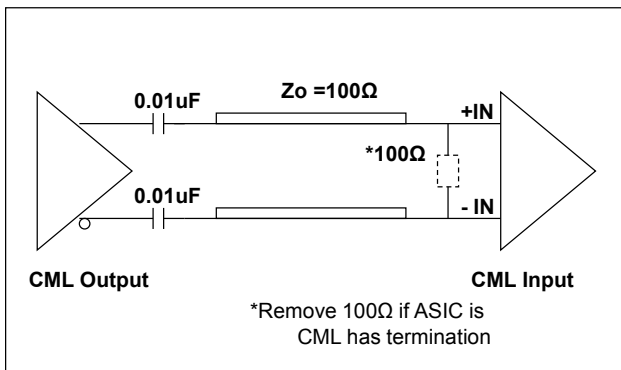 0.01uF
Zo =100Ω
+IN
*100Ω
0.01uF
- IN
CML Output
CML Input
*Remove 100Ω if ASIC is
CML has termination